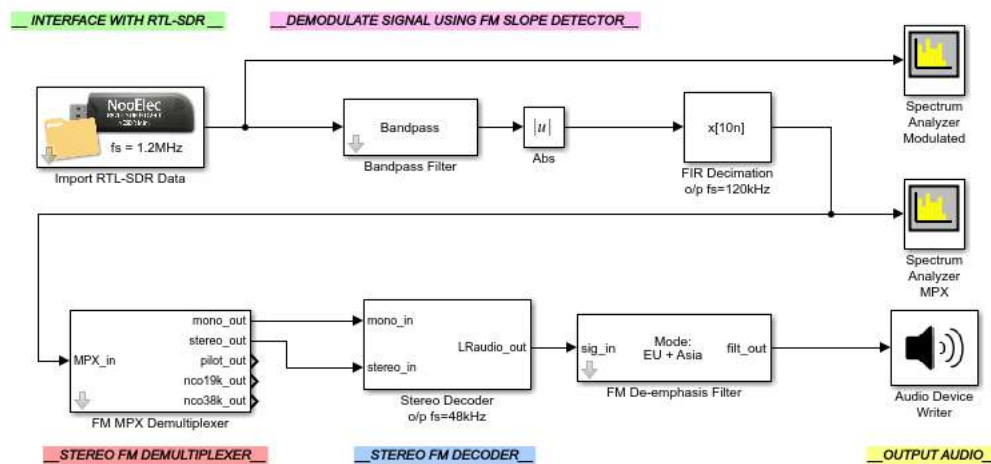 __ INTERFACE WITH RTL-SDR __
__DEMODULATE SIGNAL USING FM SLOPE DETECTOR__
NooElec
fs = 1.2MHz
Import RTL-SDR Data
Bandpass
Bandpass Filter
|u|
Abs
x[10n]
FIR Decimation
o/p fs=120kHz
Spectrum
Analyzer
Modulated
Spectrum
Analyzer
MPX
MPX_in
mono_out
stereo_out
pilot_out
nco19k_out
nco38k_out
FM MPX Demultiplexer
mono_in
stereo_in
LRaudio_out
Stereo Decoder
o/p fs=48kHz
sig_in
Mode:
EU + Asia
filt_out
FM De-emphasis Filter
Audio Device
Writer
__STEREO FM DEMULTIPLEXER__
__STEREO FM DECODER__
__OUTPUT AUDIO__